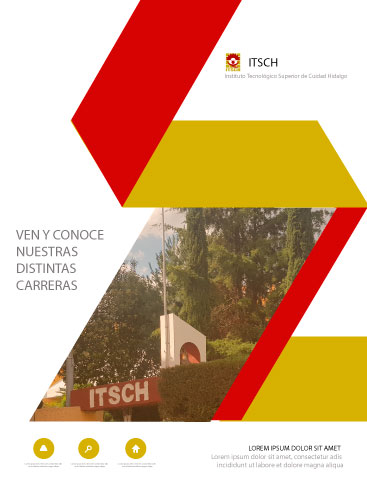 ITSCH
Instituto Tecnológico Superior de Ciudad Hidalgo
VEN Y CONOCE
NUESTRAS
DISTINTAS
CARRERAS
ITSCH
LOREM IPSUM DOLOR SIT AMET
Lorem ipsum dolor sit amet, consectetur adis
incididunt ut labore et dolore magna aliqua